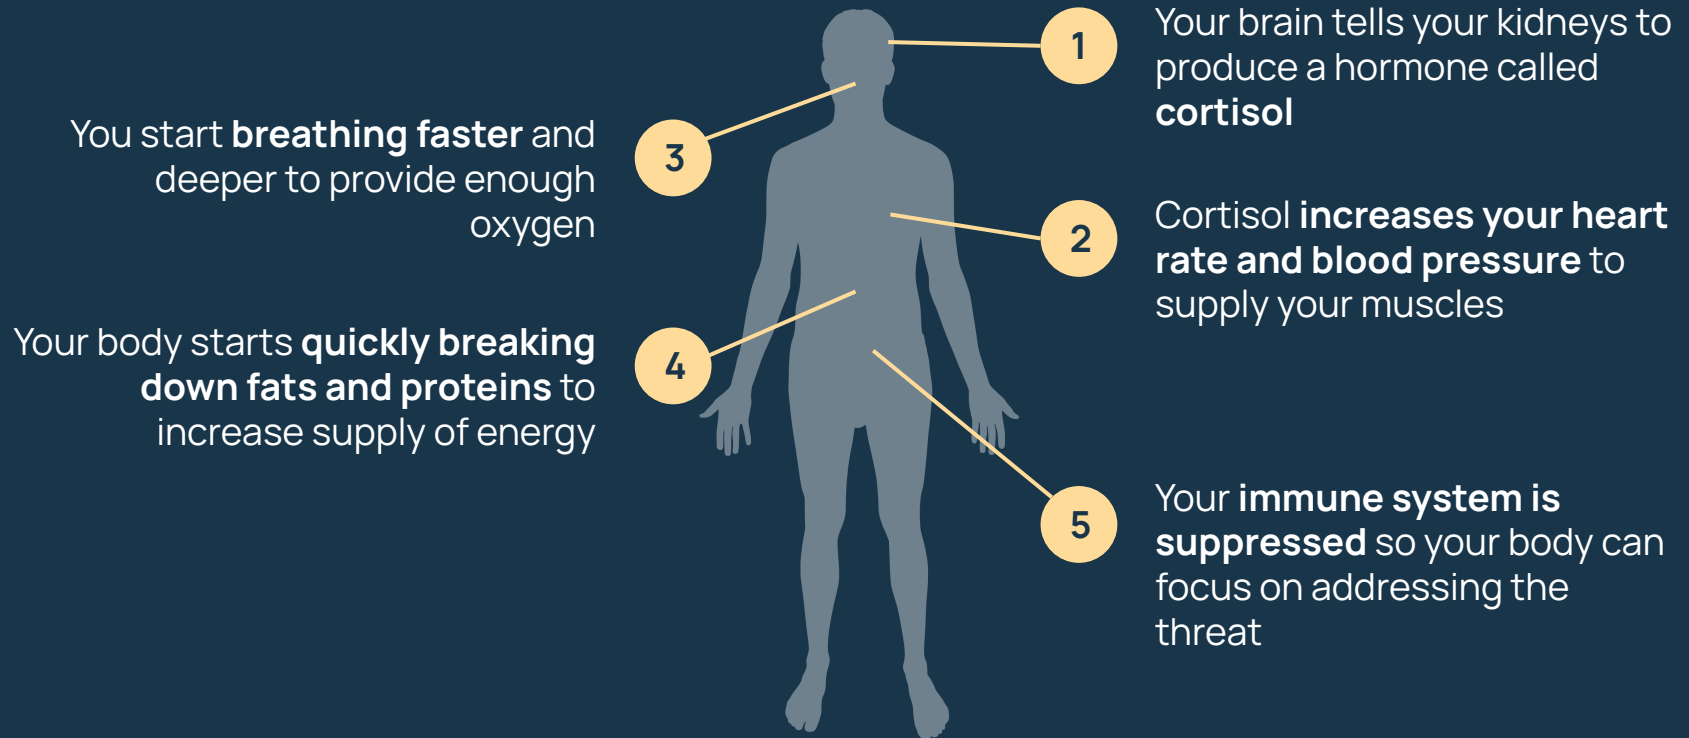 1
Your brain tells your kidneys to
produce a hormone called
cortisol
2
Cortisol increases your heart
rate and blood pressure to
supply your muscles
3
You start breathing faster and
deeper to provide enough
oxygen
4
Your body starts quickly breaking
down fats and proteins to
increase supply of energy
5
Your immune system is
suppressed so your body can
focus on addressing the
threat